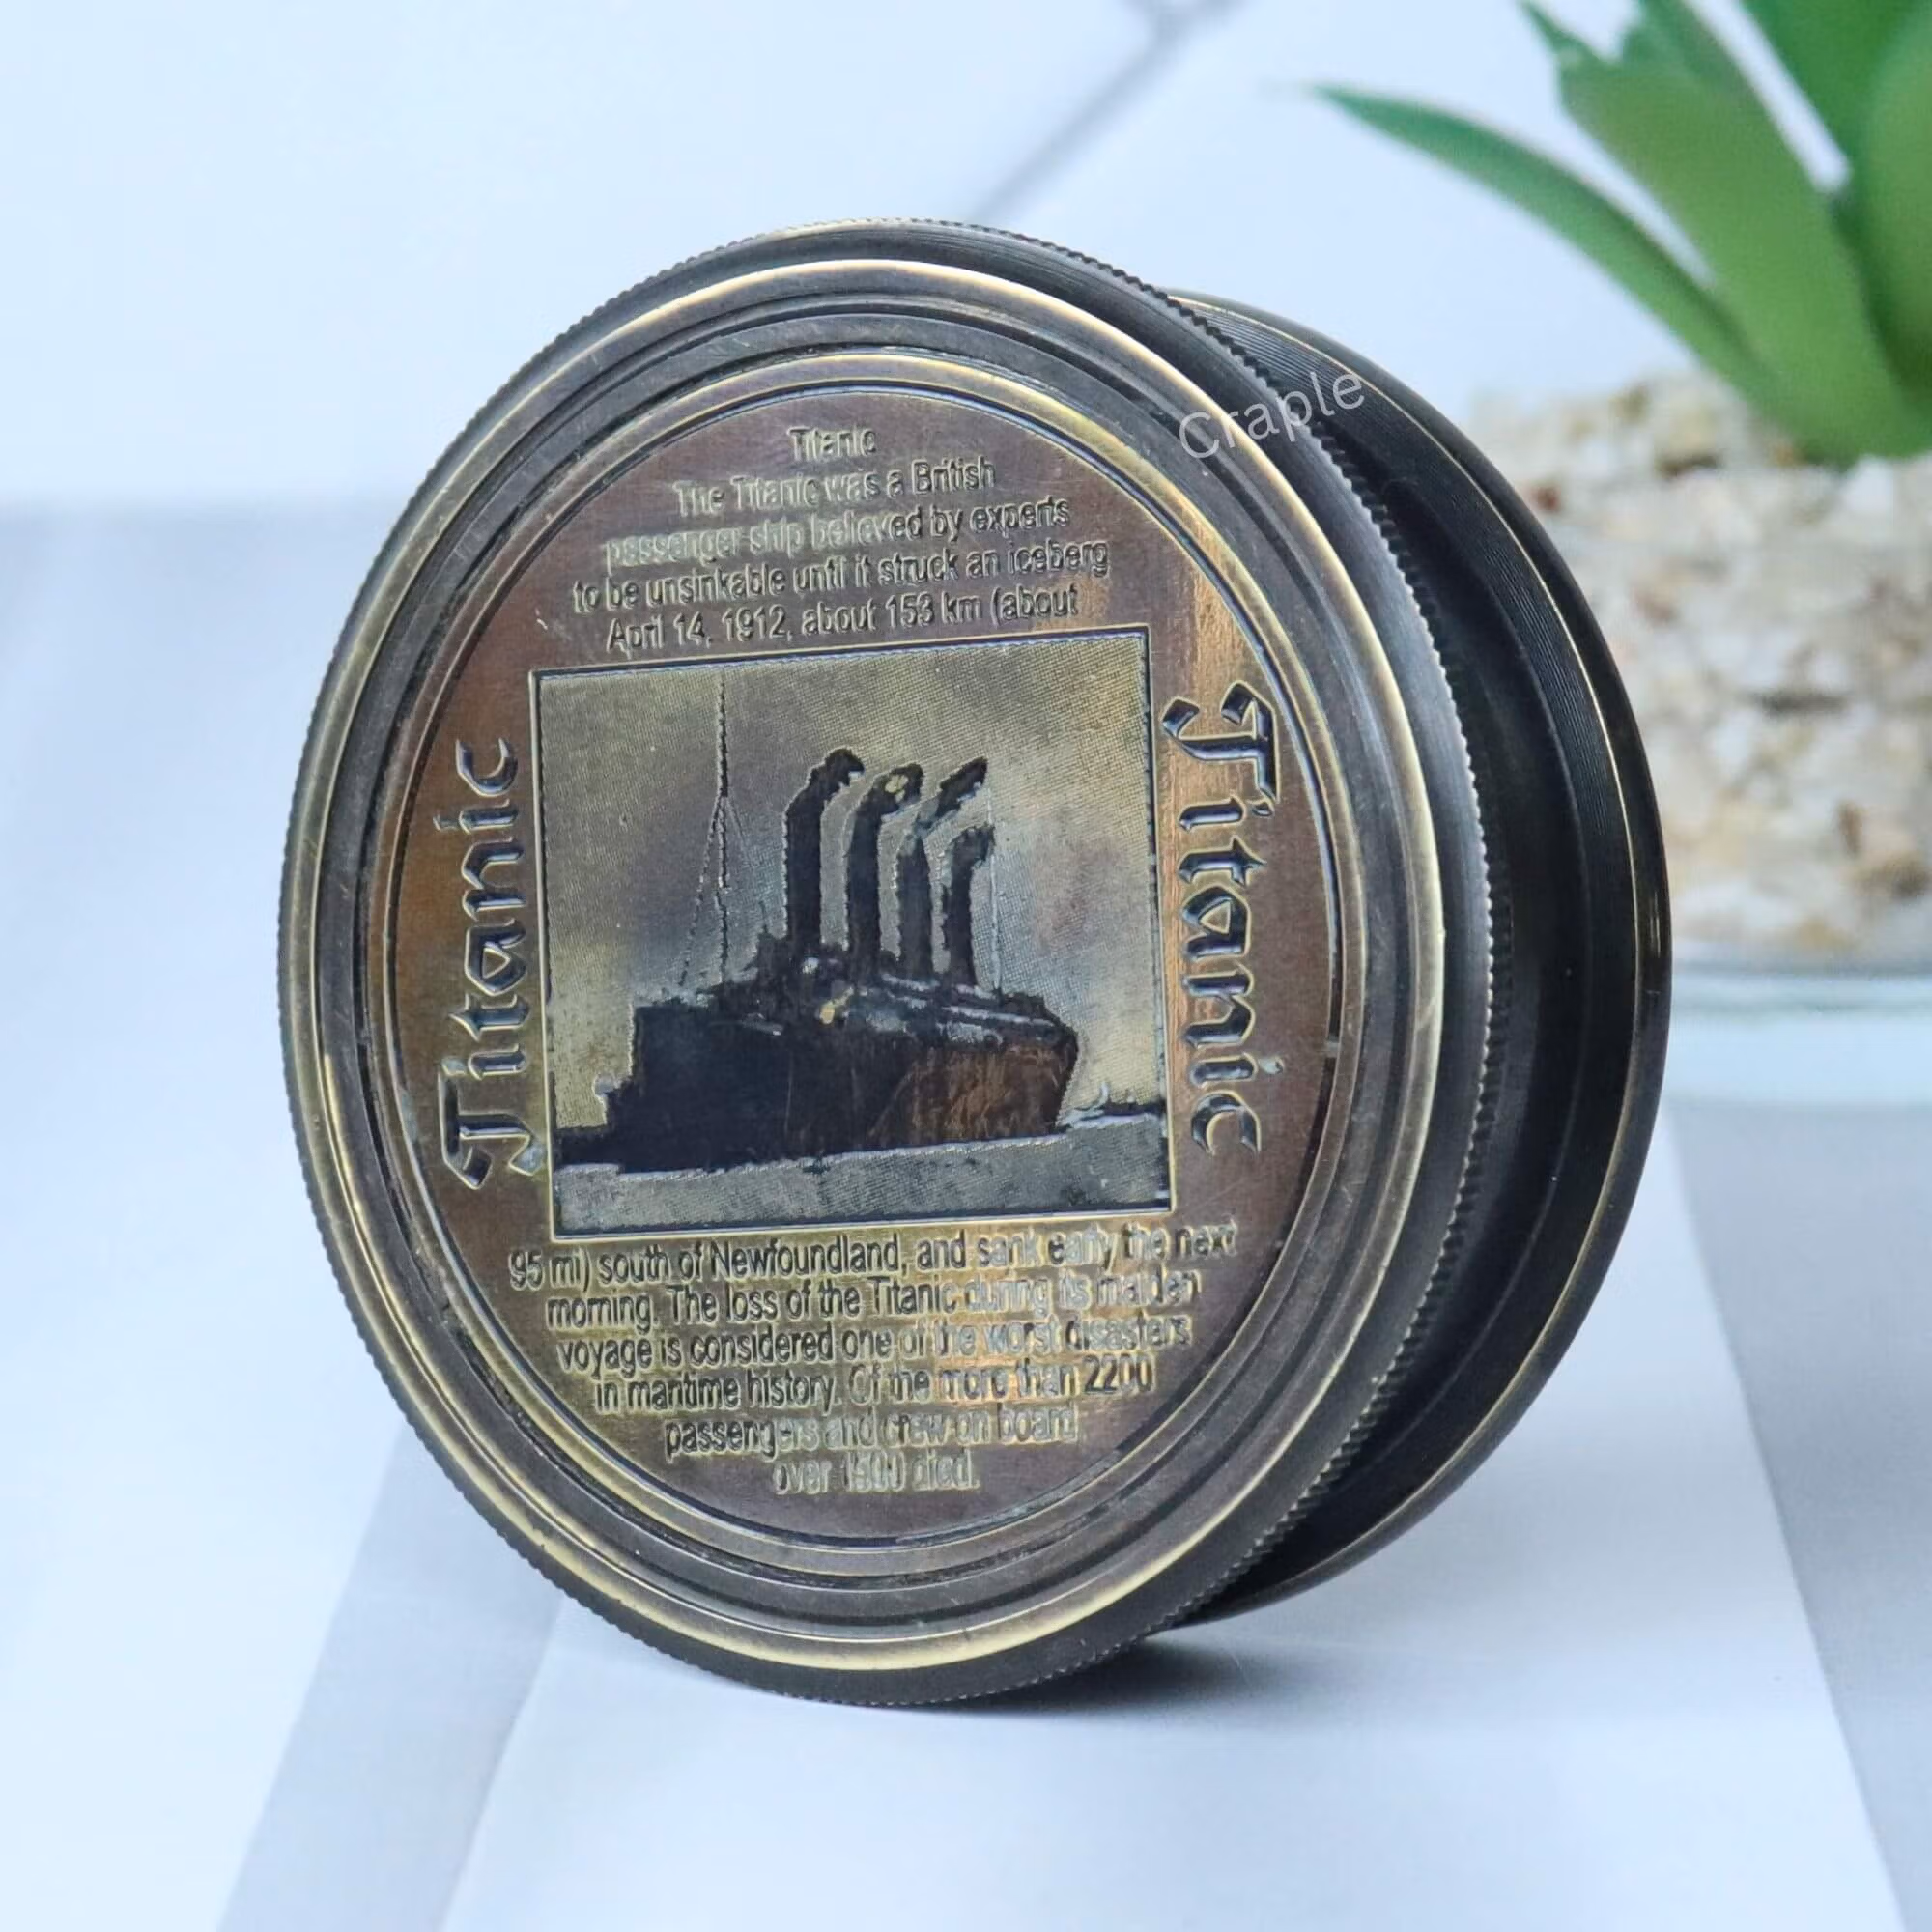 Craple
Titanic
The Titanic was a British
passenger ship believed by experts
to be unsinkable until it struck an iceberg
April 14, 1912, about 153 km (about
Titanic
Titanic
95 mi) south of Newfoundland, and sank early the next
morning. The loss of the Titanic during its maiden
voyage is considered one of the worst disasters
in maritime history. Of the more than 2200
passengers and crew on board
over 1500 died.